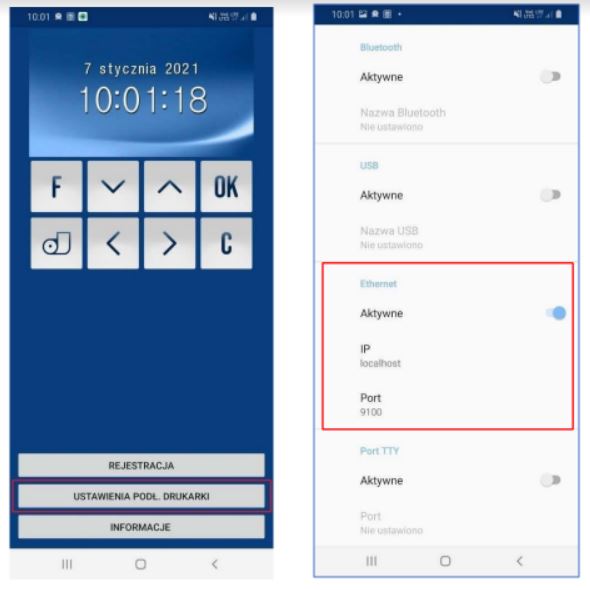 10:01
7 stycznia 2021
10:01:18
F
OK
C
REJESTRACJA
USTAWIENIA PODŁ. DRUKARKI
INFORMACJE
10:01
Bluetooth
Aktywne
Nazwa Bluetooth
Nie ustawiono
USB
Aktywne
Nazwa USB
Nie ustawiono
Ethernet
Aktywne
IP
localhost
Port
9100
Port TTY
Aktywne
Port
Nie ustawiono